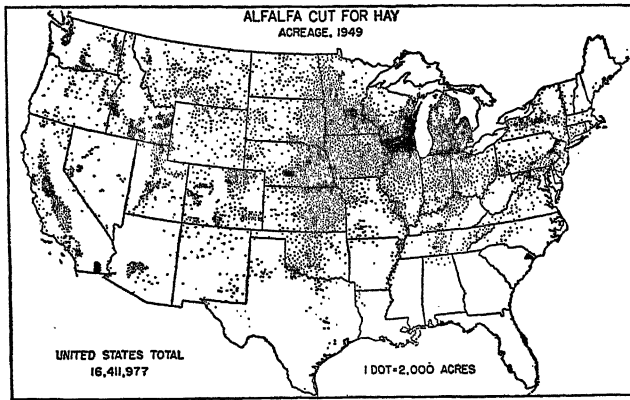 ALFALFA CUT FOR HAY
ACREAGE, 1949
UNITED STATES TOTAL
16,411,977
1 DOT=2,000 ACRES